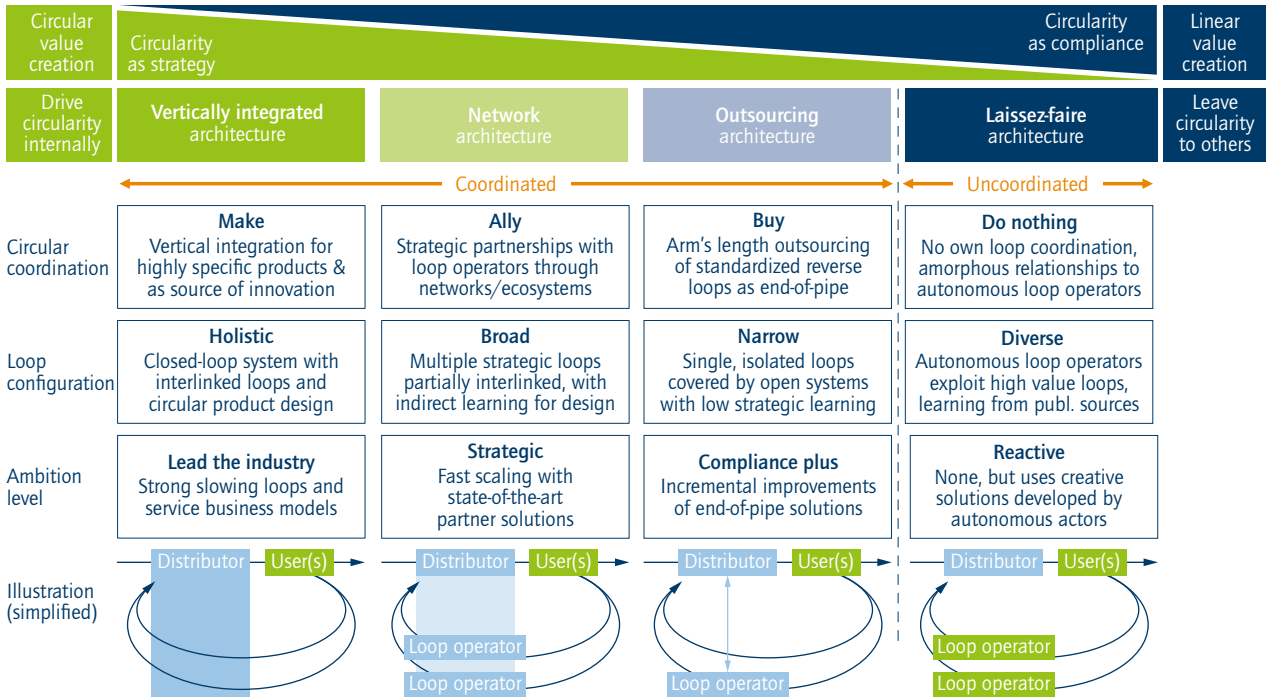 Circular
value
creation
Circularity
as strategy
Circularity
as compliance
Linear
value
creation
Drive
circularity
internally
Vertically integrated
architecture
Network
architecture
Outsourcing
architecture
Laissez-faire
architecture
Leave
circularity
to others
Coordinated
Uncoordinated
Circular
coordination
Make
Vertical integration for
highly specific products &
as source of innovation
Ally
Strategic partnerships with
loop operators through
networks/ecosystems
Buy
Arm's length outsourcing
of standardized reverse
loops as end-of-pipe
Do nothing
No own loop coordination,
amorphous relationships to
autonomous loop operators
Loop
configuration
Holistic
Closed-loop system with
interlinked loops and
circular product design
Broad
Multiple strategic loops
partially interlinked, with
indirect learning for design
Narrow
Single, isolated loops
covered by open systems
with low strategic learning
Diverse
Autonomous loop operators
exploit high value loops,
learning from publ. sources
Ambition
level
Lead the industry
Strong slowing loops and
service business models
Strategic
Fast scaling with
state-of-the-art
partner solutions
Compliance plus
Incremental improvements
of end-of-pipe solutions
Reactive
None, but uses creative
solutions developed by
autonomous actors
Illustration
(simplified)
Distributor
User(s)
Distributor
User(s)
Loop operator
Loop operator
Distributor
User(s)
Loop operator
Distributor
User(s)
Loop operator
Loop operator